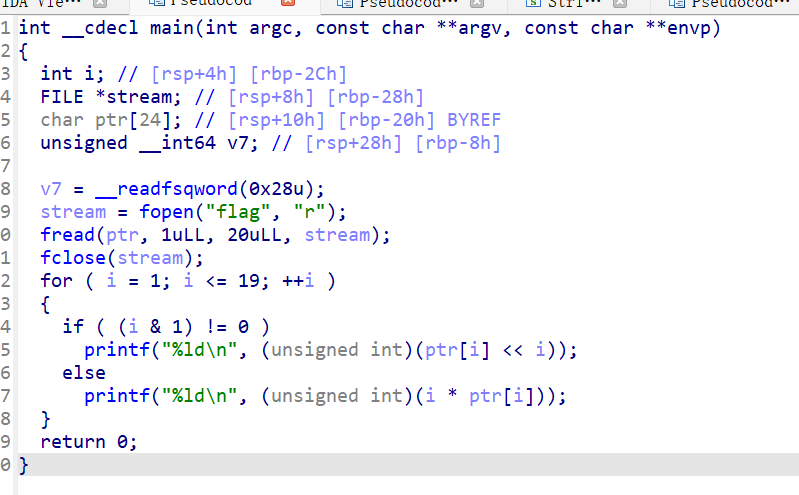 IDA Vie··· Pseudocod Pseudocod··· Stri··· Pseudocod···
1 int __cdecl main(int argc, const char **argv, const char **envp)
2 {
3   int i; // [rsp+4h] [rbp-2Ch]
4   FILE *stream; // [rsp+8h] [rbp-28h]
5   char ptr[24]; // [rsp+10h] [rbp-20h] BYREF
6   unsigned __int64 v7; // [rsp+28h] [rbp-8h]
7
8   v7 = __readfsqword(0x28u);
9   stream = fopen("flag", "r");
0   fread(ptr, 1uLL, 20uLL, stream);
1   fclose(stream);
2   for ( i = 1; i <= 19; ++i )
3   {
4     if ( (i & 1) != 0 )
5       printf("%ld\n", (unsigned int)(ptr[i] << i));
6     else
7       printf("%ld\n", (unsigned int)(i * ptr[i]));
8   }
9   return 0;
0 }